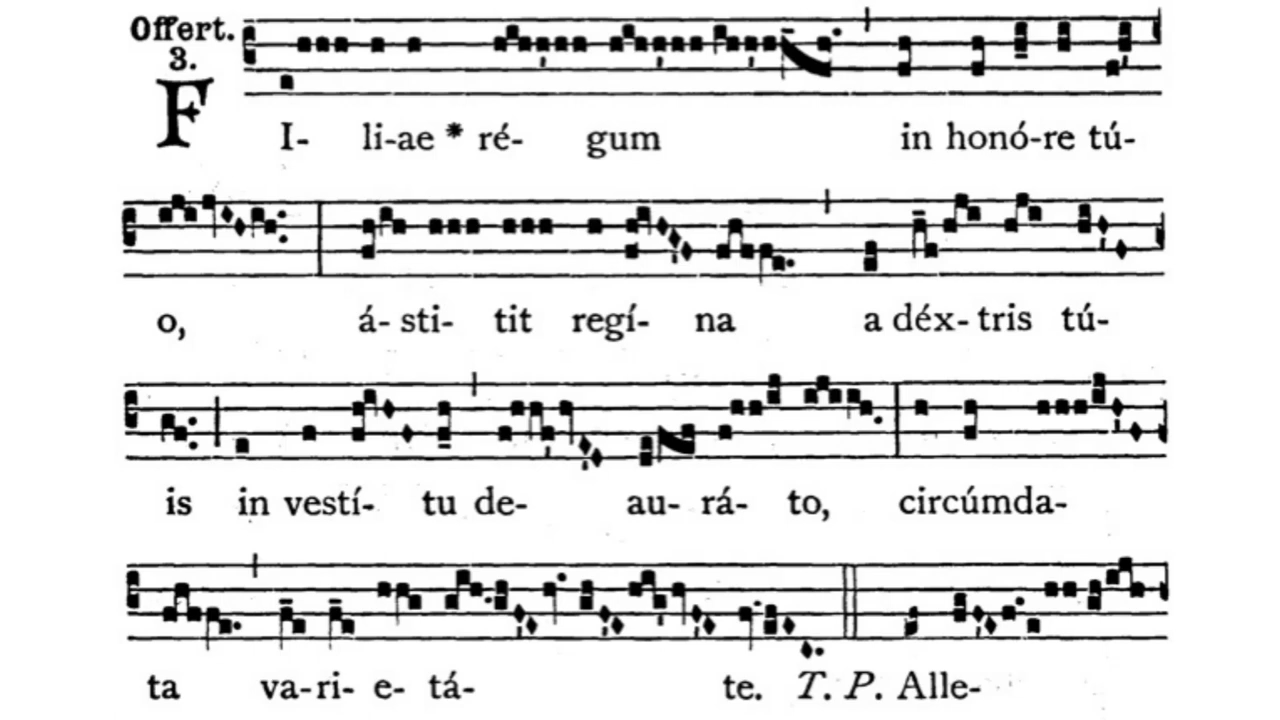 Offert.
3.
FI- li-ae * ré- gum in honó-re tú-
o, á- sti- tit regí- na a déx- tris tú-
is in vestí- tu de- au- rá- to, circúmda-
ta va-ri- e- tá- te. T. P. Alle-